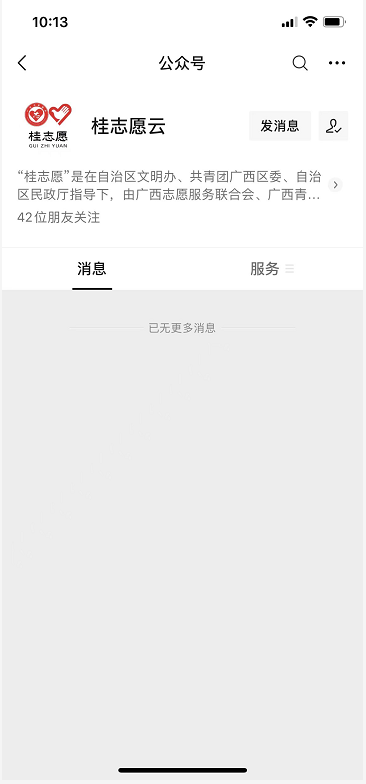 10:13
公众号
桂志愿
GUI ZHI YUAN
桂志愿云
发消息
“桂志愿”是在自治区文明办、共青团广西区委、自治
区民政厅指导下，由广西志愿服务联合会、广西青...
42位朋友关注
消息
服务
已无更多消息